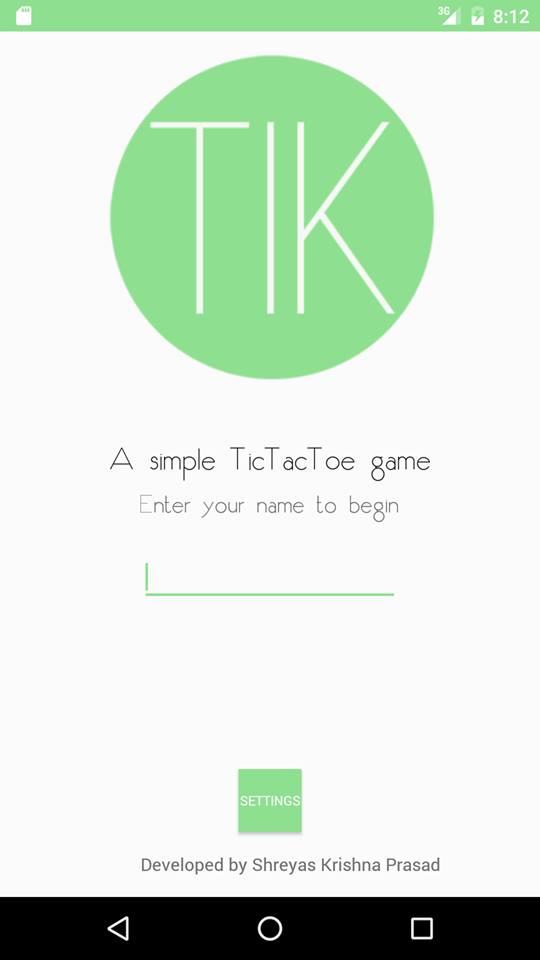 3G 8:12
TIK
A simple TicTacToe game
Enter your name to begin
SETTINGS
Developed by Shreyas Krishna Prasad